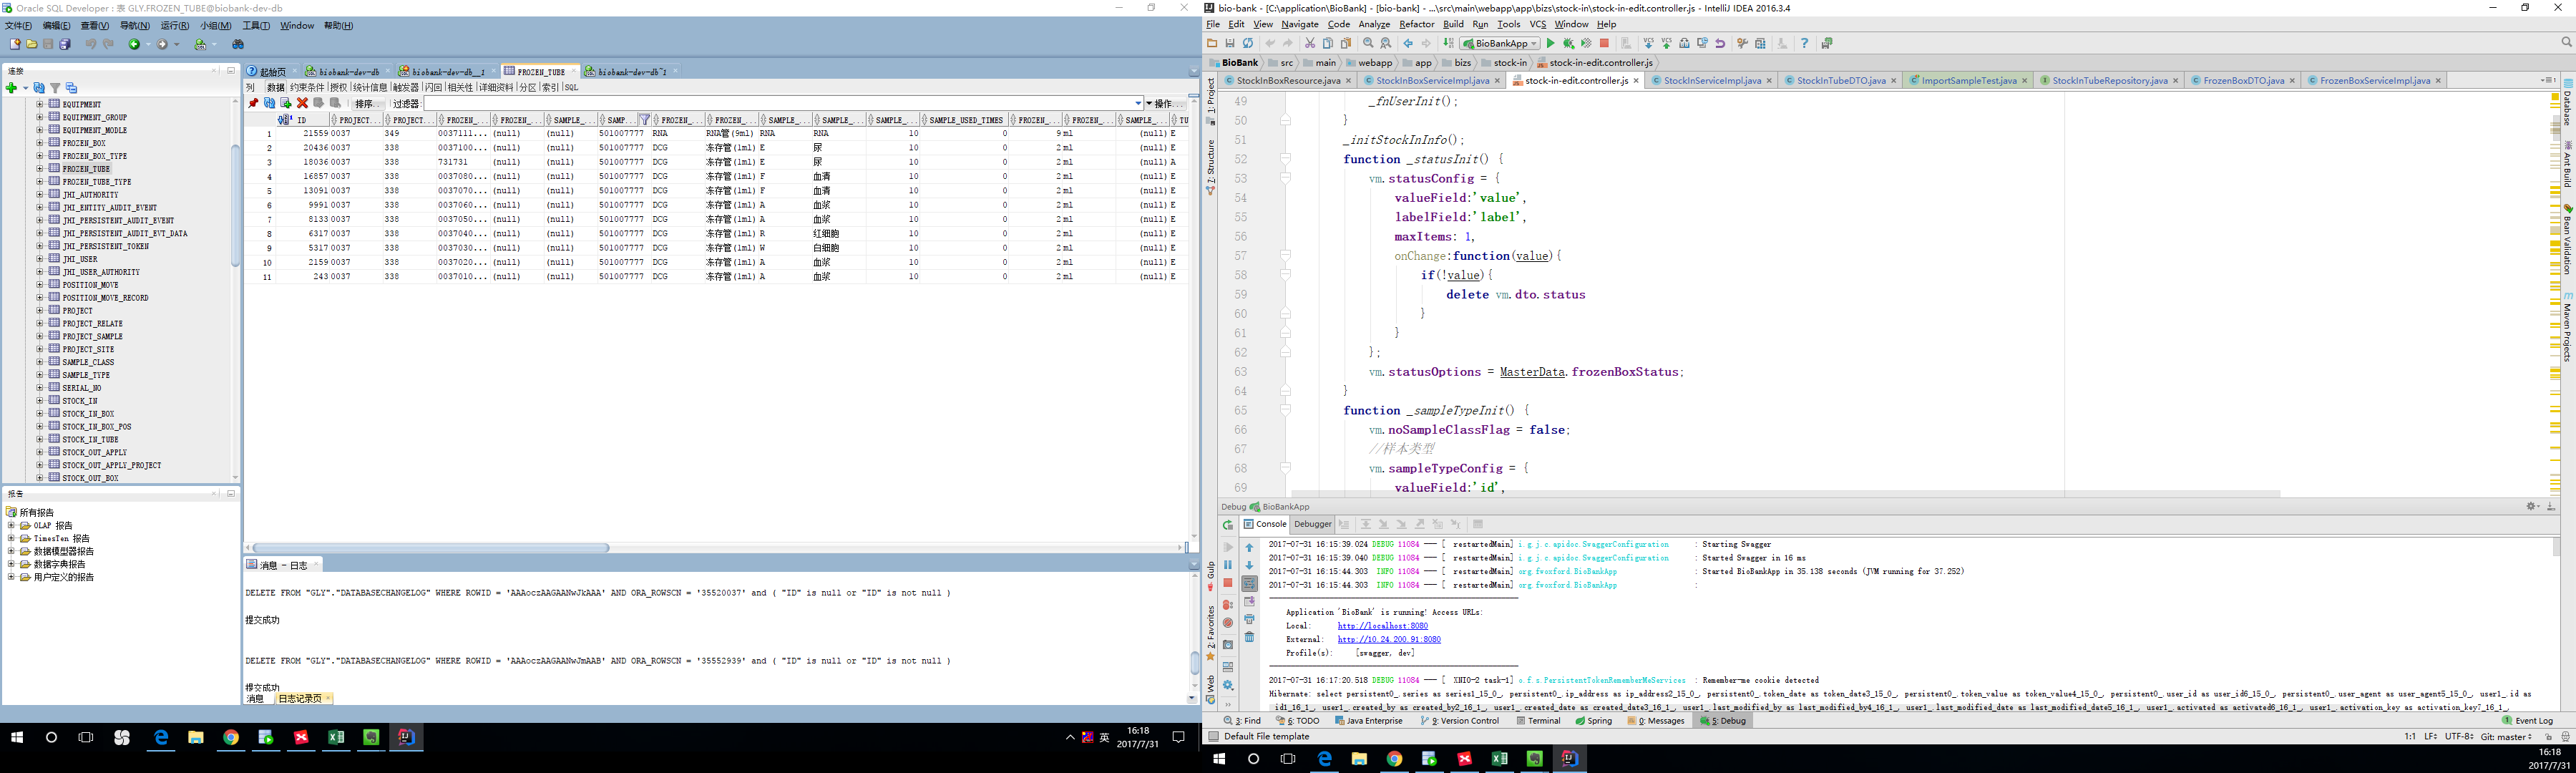 Oracle SQL Developer : 表 GLY.FROZEN_TUBE@biobank-dev-db
文件(F) 编辑(E) 查看(V) 导航(N) 运行(R) 小组(M) 工具(T) Window 帮助(H)
连接
EQUIPMENT
EQUIPMENT_GROUP
EQUIPMENT_MODLE
FROZEN_BOX
FROZEN_BOX_TYPE
FROZEN_TUBE
FROZEN_TUBE_TYPE
JHI_AUTHORITY
JHI_ENTITY_AUDIT_EVENT
JHI_PERSISTENT_AUDIT_EVENT
JHI_PERSISTENT_AUDIT_EVT_DATA
JHI_PERSISTENT_TOKEN
JHI_USER
JHI_USER_AUTHORITY
POSITION_MOVE
POSITION_MOVE_RECORD
PROJECT
PROJECT_RELATE
PROJECT_SAMPLE
PROJECT_SITE
SAMPLE_CLASS
SAMPLE_TYPE
SERIAL_NO
STOCK_IN
STOCK_IN_BOX
STOCK_IN_BOX_POS
STOCK_IN_TUBE
STOCK_OUT_APPLY
STOCK_OUT_APPLY_PROJECT
STOCK_OUT_BOX
报告
所有报告
OLAP 报告
TimesTen 报告
数据模型器报告
数据字典报告
用户定义的报告
起始页 biobank-dev-db biobank-dev-db__1 FROZEN_TUBE biobank-dev-db~1
列 数据 约束条件 授权 统计信息 触发器 闪回 相关性 详细资料 分区 索引 SQL
排序... 过滤器: 操作...
ID PROJECT... PROJECT... FROZEN_... FROZEN_... SAMPLE_... SAMP... FROZEN_... FROZEN_... SAMPLE_... SAMPLE_... SAMPLE_... SAMPLE_USED_TIMES FROZEN_... FROZEN_... SAMPLE_... TU
1 21559 0037 349 0037111... (null) (null) 501007777 RNA RNA管(9ml) RNA RNA 10 0 9 ml (null) E
2 20436 0037 338 0037100... (null) (null) 501007777 DCG 冻存管(1ml) E 尿 10 0 2 ml (null) E
3 18036 0037 338 731731 (null) (null) 501007777 DCG 冻存管(1ml) E 尿 10 0 2 ml (null) A
4 16857 0037 338 0037080... (null) (null) 501007777 DCG 冻存管(1ml) F 血清 10 0 2 ml (null) E
5 13091 0037 338 0037070... (null) (null) 501007777 DCG 冻存管(1ml) F 血清 10 0 2 ml (null) E
6 9991 0037 338 0037060... (null) (null) 501007777 DCG 冻存管(1ml) A 血浆 10 0 2 ml (null) E
7 8133 0037 338 0037050... (null) (null) 501007777 DCG 冻存管(1ml) A 血浆 10 0 2 ml (null) E
8 6317 0037 338 0037040... (null) (null) 501007777 DCG 冻存管(1ml) R 红细胞 10 0 2 ml (null) E
9 5317 0037 338 0037030... (null) (null) 501007777 DCG 冻存管(1ml) W 白细胞 10 0 2 ml (null) E
10 2159 0037 338 0037020... (null) (null) 501007777 DCG 冻存管(1ml) A 血浆 10 0 2 ml (null) E
11 243 0037 338 0037010... (null) (null) 501007777 DCG 冻存管(1ml) A 血浆 10 0 2 ml (null) E
消息 - 日志
DELETE FROM "GLY"."DATABASECHANGELOG" WHERE ROWID = 'AAAoczAAGAANwJkAAA' AND ORA_ROWSCN = '35520037' and ( "ID" is null or "ID" is not null )
提交成功
DELETE FROM "GLY"."DATABASECHANGELOG" WHERE ROWID = 'AAAoczAAGAANwJmAAB' AND ORA_ROWSCN = '35552939' and ( "ID" is null or "ID" is not null )
提交成功
消息 日志记录页
英 16:18
2017/7/31
bio-bank - [C:\application\BioBank] - [bio-bank] - ...\src\main\webapp\app\bizs\stock-in\stock-in-edit.controller.js - IntelliJ IDEA 2016.3.4
File Edit View Navigate Code Analyze Refactor Build Run Tools VCS Window Help
BioBankApp
BioBank src main webapp app bizs stock-in stock-in-edit.controller.js
StockInBoxResource.java StockInBoxServiceImpl.java stock-in-edit.controller.js StockInServiceImpl.java StockInTubeDTO.java ImportSampleTest.java StockInTubeRepository.java FrozenBoxDTO.java FrozenBoxServiceImpl.java
1: Project
7: Structure
Gulp
2: Favorites
Web
Database
Ant Build
Bean Validation
Maven Projects
49 _fnUserInit();
50 }
51 _initStockInInfo();
52 function _statusInit() {
53 vm.statusConfig = {
54 valueField:'value',
55 labelField:'label',
56 maxItems: 1,
57 onChange:function(value){
58 if(!value){
59 delete vm.dto.status
60 }
61 }
62 };
63 vm.statusOptions = MasterData.frozenBoxStatus;
64 }
65 function _sampleTypeInit() {
66 vm.noSampleClassFlag = false;
67 //样本类型
68 vm.sampleTypeConfig = {
69 valueField:'id',
Debug BioBankApp
Console Debugger
2017-07-31 16:15:39.024 DEBUG 11084 --- [ restartedMain] i.g.j.c.apidoc.SwaggerConfiguration : Starting Swagger
2017-07-31 16:15:39.040 DEBUG 11084 --- [ restartedMain] i.g.j.c.apidoc.SwaggerConfiguration : Started Swagger in 16 ms
2017-07-31 16:15:44.303 INFO 11084 --- [ restartedMain] org.fwoxford.BioBankApp : Started BioBankApp in 35.138 seconds (JVM running for 37.252)
2017-07-31 16:15:44.303 INFO 11084 --- [ restartedMain] org.fwoxford.BioBankApp :
Application 'BioBank' is running! Access URLs:
Local: http://localhost:8080
External: http://10.24.200.91:8080
Profile(s): [swagger, dev]
2017-07-31 16:17:20.518 DEBUG 11084 --- [ XNIO-2 task-1] o.f.s.PersistentTokenRememberMeServices : Remember-me cookie detected
Hibernate: select persistent0_.series as series1_15_0_, persistent0_.ip_address as ip_address2_15_0_, persistent0_.token_date as token_date3_15_0_, persistent0_.token_value as token_value4_15_0_, persistent0_.user_id as user_id6_15_0_, persistent0_.user_agent as user_agent5_15_0_, user1_.id as
id1_16_1_, user1_.created_by as created_by2_16_1_, user1_.created_date as created_date3_16_1_, user1_.last_modified_by as last_modified_by4_16_1_, user1_.last_modified_date as last_modified_date5_16_1_, user1_.activated as activated6_16_1_, user1_.activation_key as activation_key7_16_1_,
3: Find 6: TODO Java Enterprise 9: Version Control Terminal Spring 0: Messages 5: Debug Event Log
Default File template 1:1 LF UTF-8 Git: master
16:18
2017/7/31